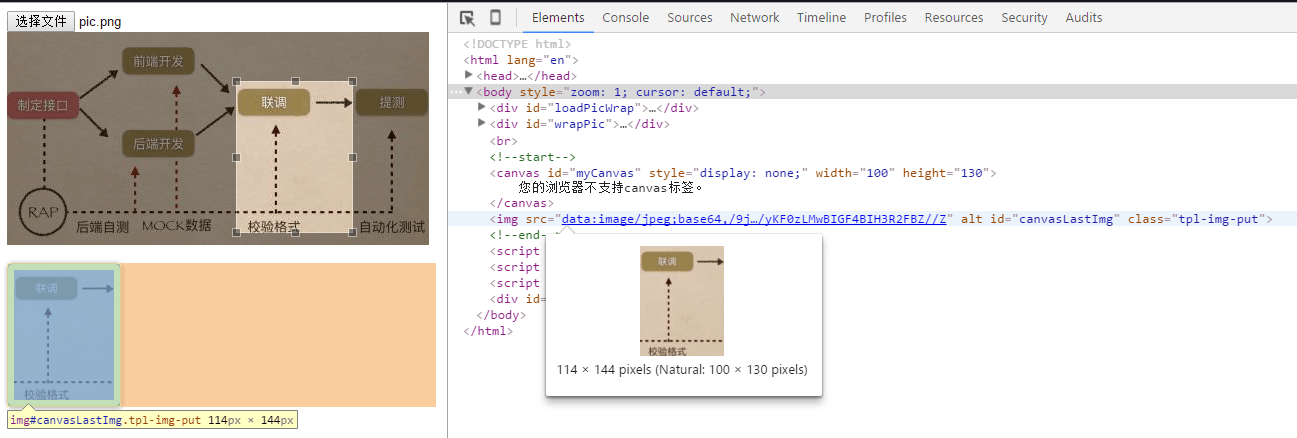 选择文件 pic.png
前端开发
制定接口
联调
提测
后端开发
RAP
后端自测
MOCK数据
校验格式
自动化测试
联调
校验格式
img#canvasLastImg.tpl-img-put 114px × 144px
Elements Console Sources Network Timeline Profiles Resources Security Audits
<!DOCTYPE html>
<html lang="en">
<head>…</head>
<body style="zoom: 1; cursor: default;">
<div id="loadPicWrap">…</div>
<div id="wrapPic">…</div>
<br>
<!--start-->
<canvas id="myCanvas" style="display: none;" width="100" height="130">
您的浏览器不支持canvas标签。
</canvas>
<img src="data:image/jpeg;base64,/9j…/yKF0zLMwBIGF4BIH3R2FBZ//Z" alt id="canvasLastImg" class="tpl-img-put">
<!--end-
<script
<script
<script
<div id=
</body>
</html>
联调
校验格式
114 × 144 pixels (Natural: 100 × 130 pixels)